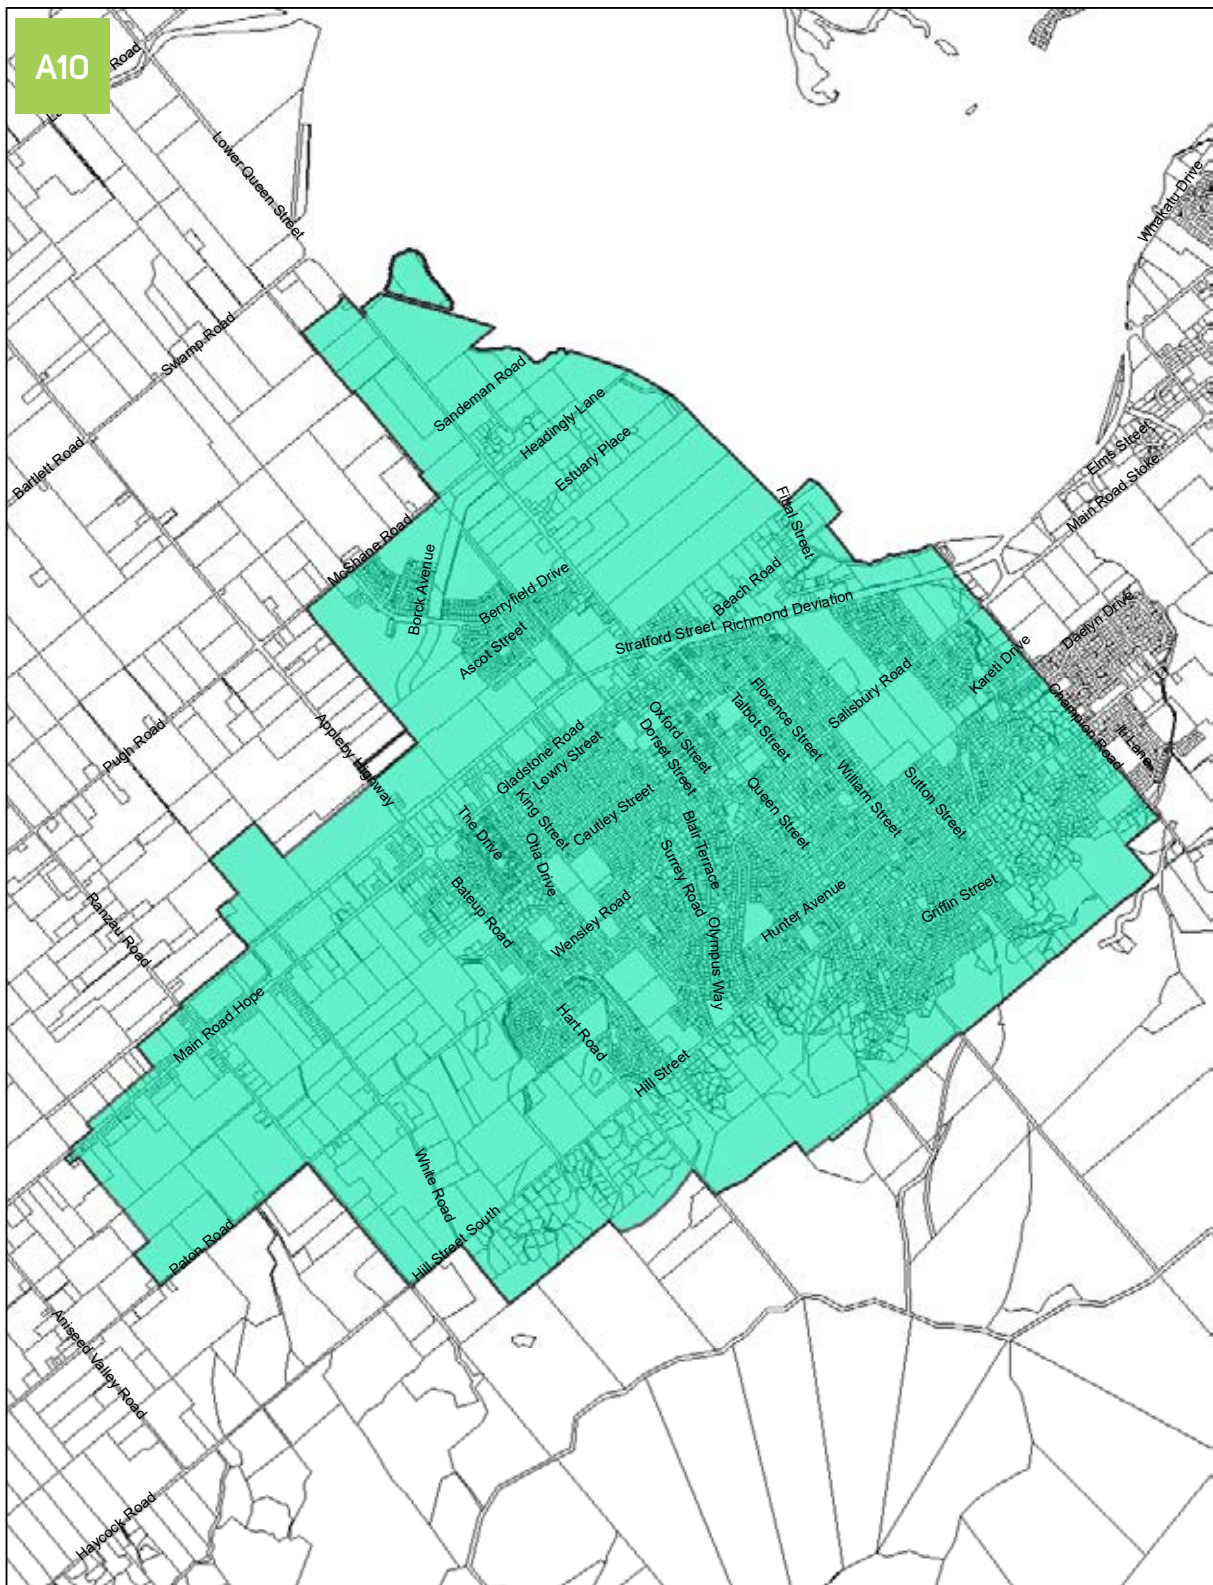 A10
Road
Lower Queen Street
Whakatu Drive
Swamp Road
Sandeman Road
Headingly Lane
Estuary Place
Bartlett Road
Elms Street
Main Road Stoke
Fittal Street
McShane Road
Borck Avenue
Berryfield Drive
Beach Road
Ascot Street
Stratford Street
Richmond Deviation
Daelyn Drive
Kareti Drive
Salisbury Road
Champion Road
Iti Lane
Pugh Road
Appleby Highway
Gladstone Road
Lowry Street
Oxford Street
Dorset Street
Florence Street
Talbot Street
King Street
Cautley Street
The Drive
Otia Drive
Queen Street
William Street
Sutton Street
Blair Terrace
Surrey Road
Bateup Road
Wensley Road
Hunter Avenue
Griffin Street
Ranzau Road
Olympus Way
Main Road Hope
Hart Road
Hill Street
White Road
Paton Road
Hill Street South
Aniseed Valley Road
Haycock Road